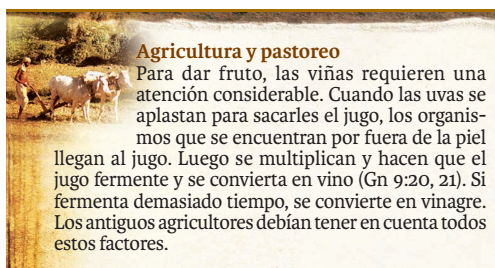 Agricultura y pastoreo
Para dar fruto, las viñas requieren una
atención considerable. Cuando las uvas se
aplastan para sacarles el jugo, los organis-
mos que se encuentran por fuera de la piel
llegan al jugo. Luego se multiplican y hacen que el
jugo fermente y se convierta en vino (Gn 9:20, 21). Si
fermenta demasiado tiempo, se convierte en vinagre.
Los antiguos agricultores debían tener en cuenta todos
estos factores.